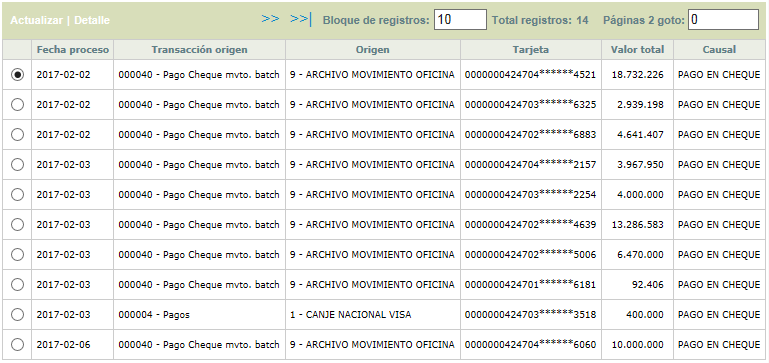 Actualizar | Detalle >> >>| Bloque de registros: 10 Total registros: 14 Páginas 2 goto: 0
Fecha proceso Transacción origen Origen Tarjeta Valor total Causal
2017-02-02 000040 - Pago Cheque mvto. batch 9 - ARCHIVO MOVIMIENTO OFICINA 0000000424704******4521 18.732.226 PAGO EN CHEQUE
2017-02-02 000040 - Pago Cheque mvto. batch 9 - ARCHIVO MOVIMIENTO OFICINA 0000000424703******6325 2.939.198 PAGO EN CHEQUE
2017-02-02 000040 - Pago Cheque mvto. batch 9 - ARCHIVO MOVIMIENTO OFICINA 0000000424702******6883 4.641.407 PAGO EN CHEQUE
2017-02-03 000040 - Pago Cheque mvto. batch 9 - ARCHIVO MOVIMIENTO OFICINA 0000000424704******2157 3.967.950 PAGO EN CHEQUE
2017-02-03 000040 - Pago Cheque mvto. batch 9 - ARCHIVO MOVIMIENTO OFICINA 0000000424703******2254 4.000.000 PAGO EN CHEQUE
2017-02-03 000040 - Pago Cheque mvto. batch 9 - ARCHIVO MOVIMIENTO OFICINA 0000000424702******4639 13.286.583 PAGO EN CHEQUE
2017-02-03 000040 - Pago Cheque mvto. batch 9 - ARCHIVO MOVIMIENTO OFICINA 0000000424702******5006 6.470.000 PAGO EN CHEQUE
2017-02-03 000040 - Pago Cheque mvto. batch 9 - ARCHIVO MOVIMIENTO OFICINA 0000000424701******6181 92.406 PAGO EN CHEQUE
2017-02-03 000004 - Pagos 1 - CANJE NACIONAL VISA 0000000424703******3518 400.000 PAGO EN CHEQUE
2017-02-06 000040 - Pago Cheque mvto. batch 9 - ARCHIVO MOVIMIENTO OFICINA 0000000424704******6060 10.000.000 PAGO EN CHEQUE